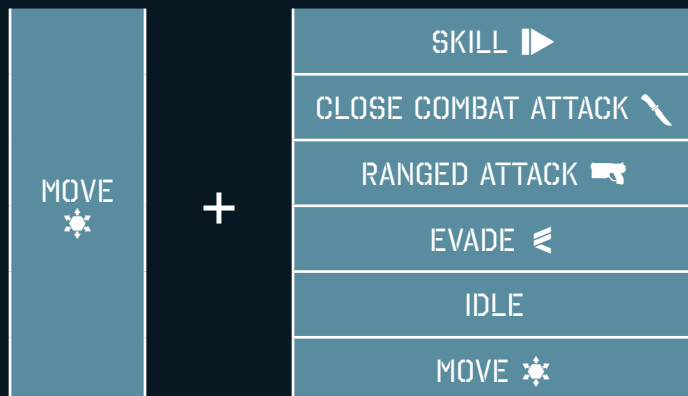 MOVE
+
SKILL
CLOSE COMBAT ATTACK
RANGED ATTACK
EVADE
IDLE
MOVE